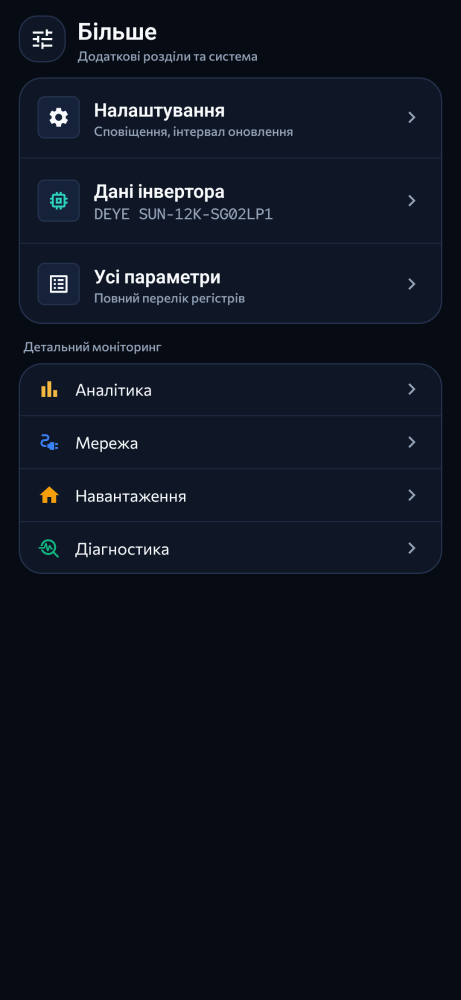 Більше
Додаткові розділи та система
Налаштування
Сповіщення, інтервал оновлення
Дані інвертора
DEYE SUN-12K-SG02LP1
Усі параметри
Повний перелік регістрів
Детальний моніторинг
Аналітика
Мережа
Навантаження
Діагностика